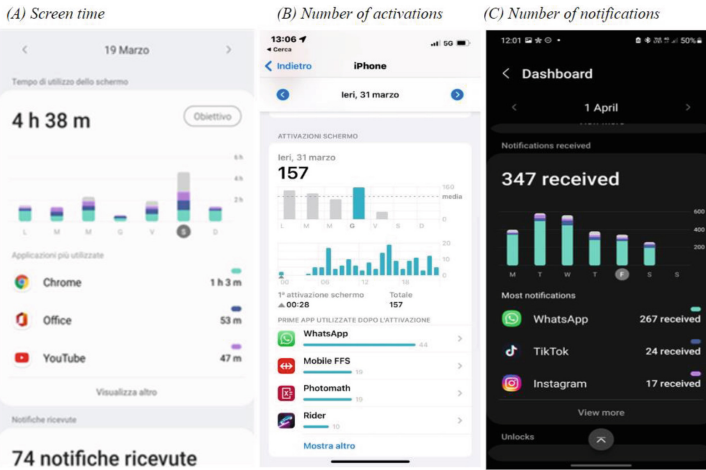 (A) Screen time
19 Marzo
Tempo di utilizzo dello schermo
4 h 38 m
Obiettivo
6 h
4 h
2 h
L M M G V S D
Applicazioni più utilizzate
Chrome 1 h 3 m
Office 53 m
YouTube 47 m
Visualizza altro
Notifiche ricevute
74 notifiche ricevute
(B) Number of activations
13:06 5G
Cerca
Indietro iPhone
Ieri, 31 marzo
ATTIVAZIONI SCHERMO
Ieri, 31 marzo
157
160
media
0
L M M G V S D
20
10
0
00 06 12 18
1ª attivazione schermo Totale
00:28 157
PRIME APP UTILIZZATE DOPO L'ATTIVAZIONE
WhatsApp
44
Mobile FFS
19
Photomath
19
Rider
10
Mostra altro
(C) Number of notifications
12:01 50%
Dashboard
1 April
Notifications received
347 received
600
400
200
M T W T F S S
Most notifications
WhatsApp 267 received
TikTok 24 received
Instagram 17 received
View more
Unlocks